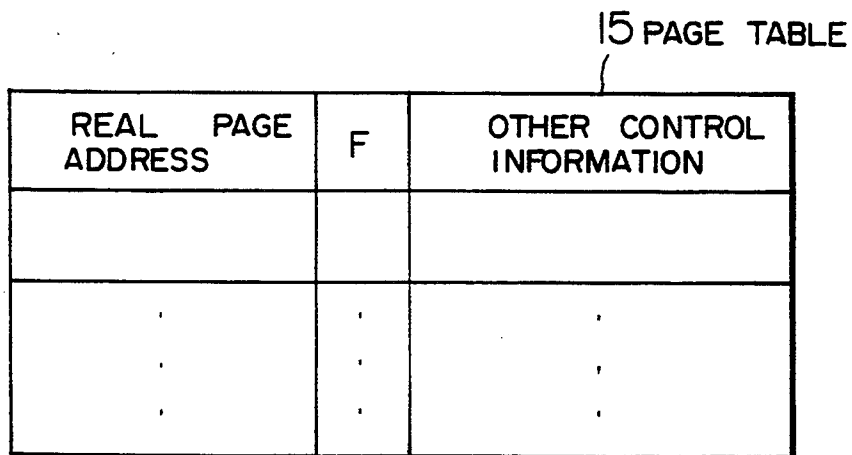 15 PAGE TABLE
REAL PAGE ADDRESS
F
OTHER CONTROL INFORMATION